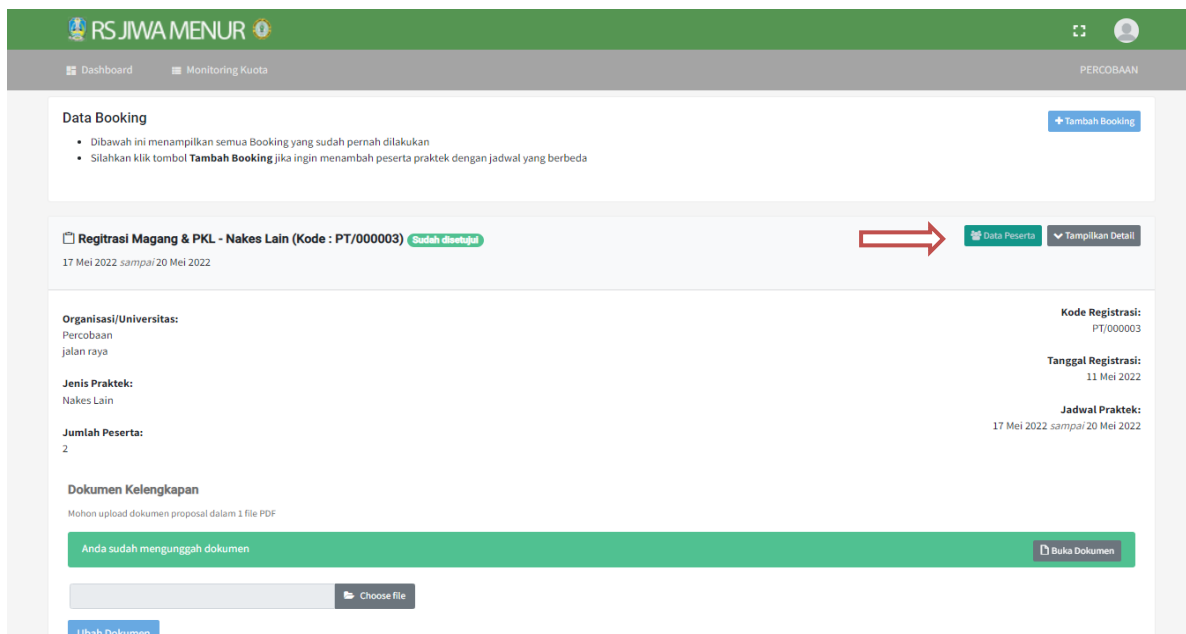 RS JIWA MENUR
Dashboard Monitoring Kuota PERCOBAAN
Data Booking
+ Tambah Booking
• Dibawah ini menampilkan semua Booking yang sudah pernah dilakukan
• Silahkan klik tombol Tambah Booking jika ingin menambah peserta praktek dengan jadwal yang berbeda
Regitrasi Magang & PKL - Nakes Lain (Kode : PT/000003) Sudah disetujui
Data Peserta Tampilkan Detail
17 Mei 2022 sampai 20 Mei 2022
Organisasi/Universitas:
Percobaan
jalan raya
Jenis Praktek:
Nakes Lain
Jumlah Peserta:
2
Kode Registrasi:
PT/000003
Tanggal Registrasi:
11 Mei 2022
Jadwal Praktek:
17 Mei 2022 sampai 20 Mei 2022
Dokumen Kelengkapan
Mohon upload dokumen proposal dalam 1 file PDF
Anda sudah mengunggah dokumen Buka Dokumen
Choose file
Ubah Dokumen